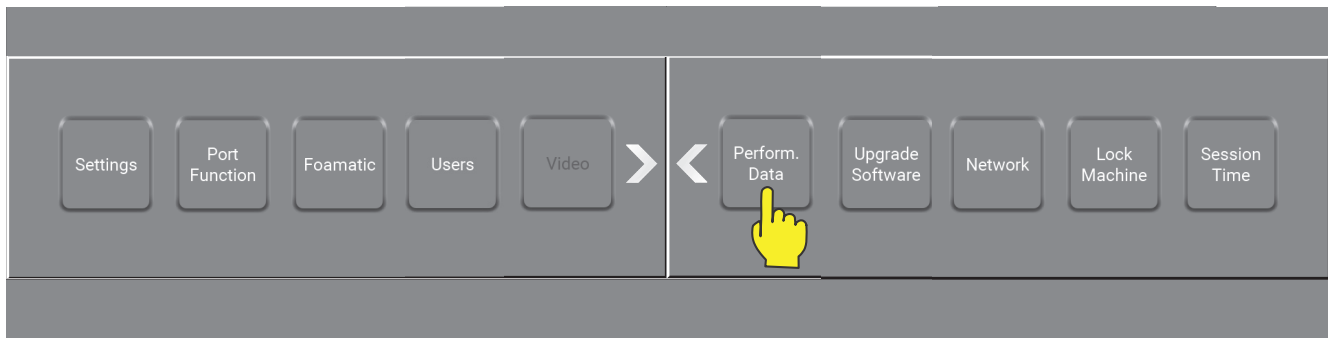 Settings
Port
Function
Foamatic
Users
Video
Perform.
Data
Upgrade
Software
Network
Lock
Machine
Session
Time